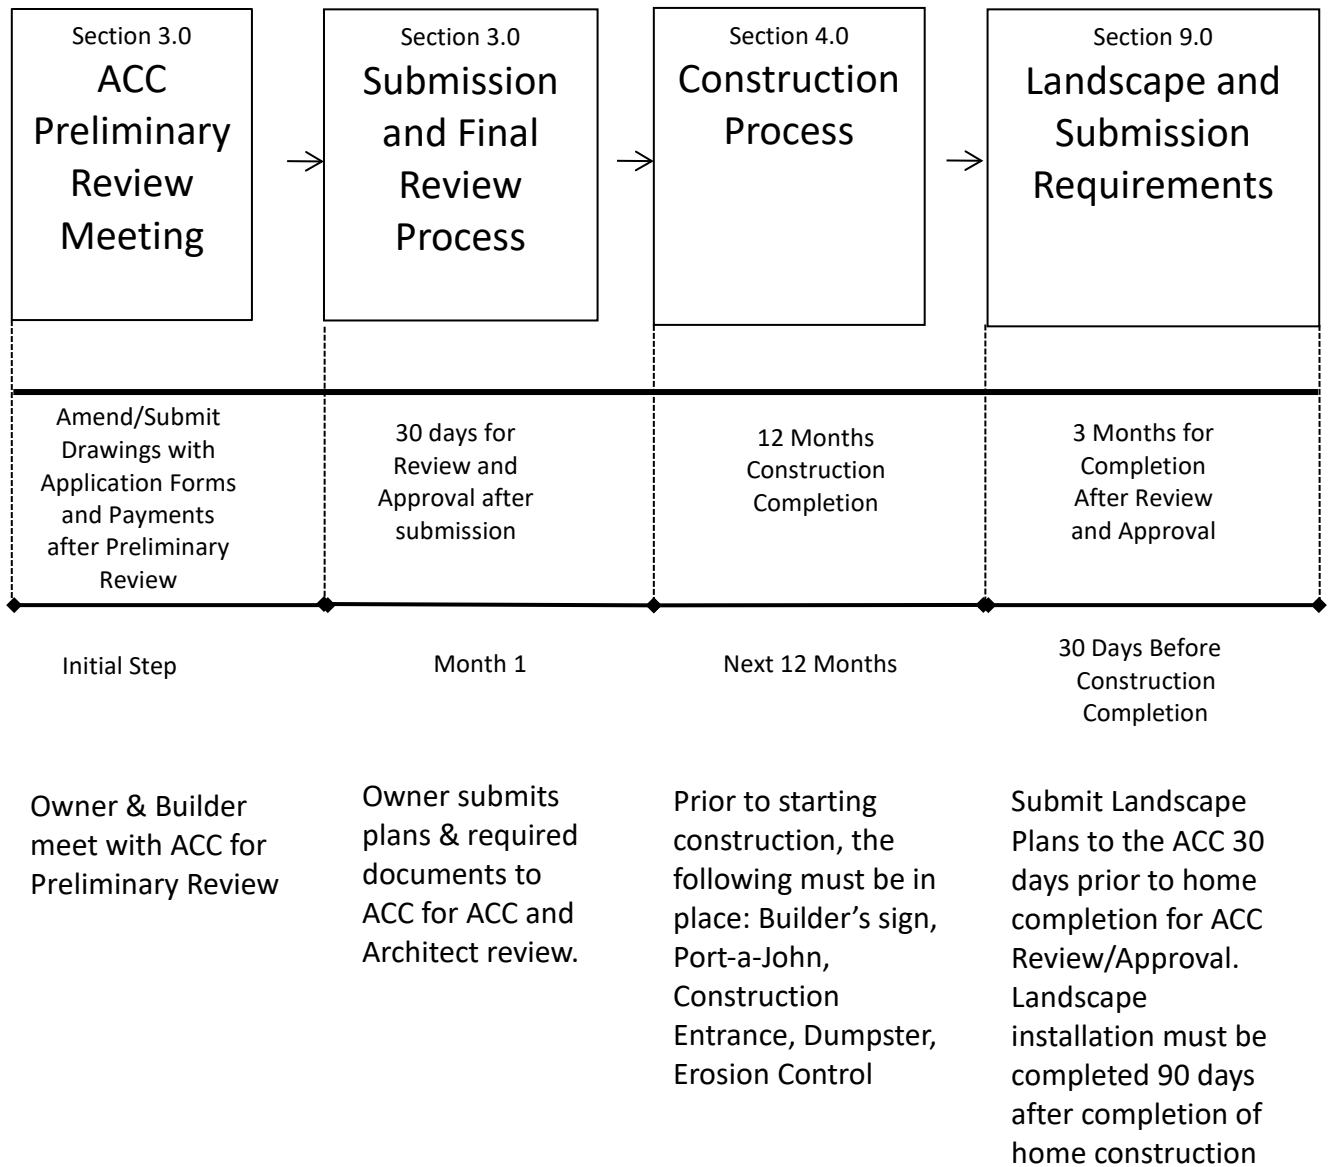 Section 3.0
ACC
Preliminary
Review
Meeting
Section 3.0
Submission
and Final
Review
Process
Section 4.0
Construction
Process
Section 9.0
Landscape and
Submission
Requirements
Amend/Submit
Drawings with
Application Forms
and Payments
after Preliminary
Review
30 days for
Review and
Approval after
submission
12 Months
Construction
Completion
3 Months for
Completion
After Review
and Approval
Initial Step
Month 1
Next 12 Months
30 Days Before
Construction
Completion
Owner & Builder
meet with ACC for
Preliminary Review
Owner submits
plans & required
documents to
ACC for ACC and
Architect review.
Prior to starting
construction, the
following must be in
place: Builder’s sign,
Port-a-John,
Construction
Entrance, Dumpster,
Erosion Control
Submit Landscape
Plans to the ACC 30
days prior to home
completion for ACC
Review/Approval.
Landscape
installation must be
completed 90 days
after completion of
home construction